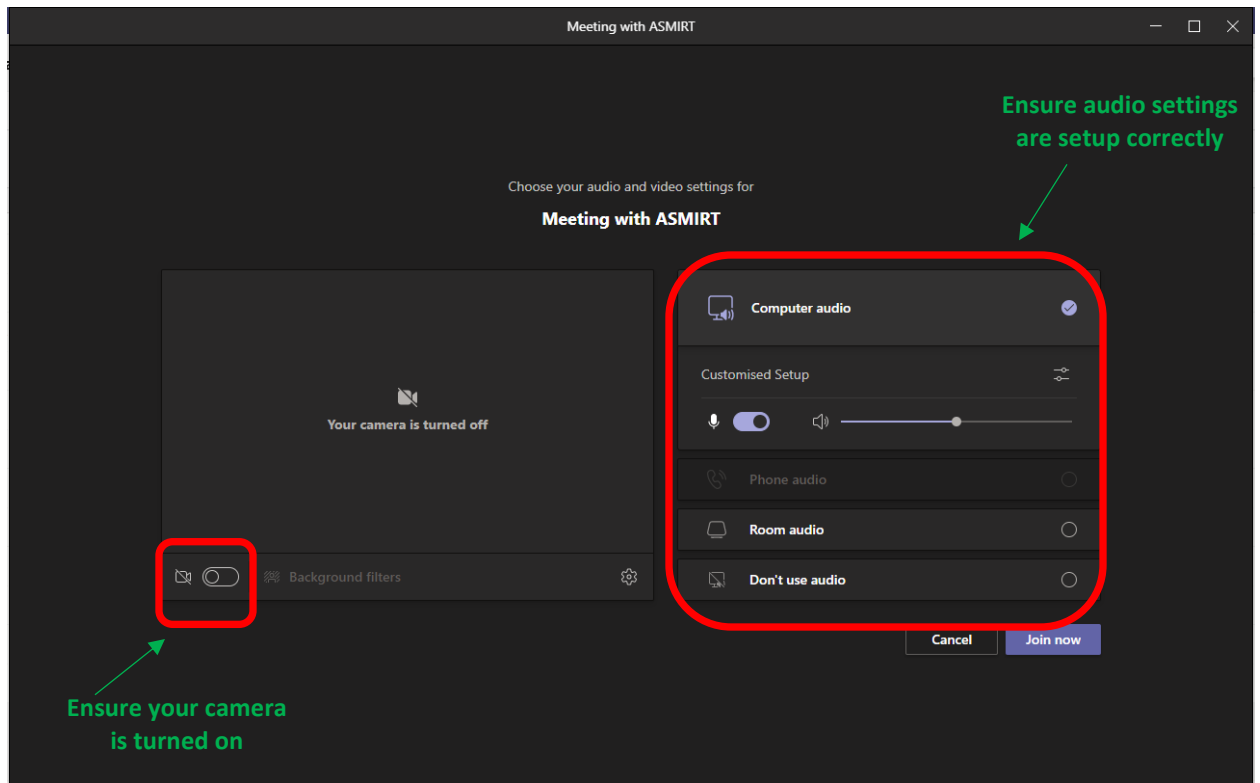 Meeting with ASMIRT
Ensure audio settings
are setup correctly
Choose your audio and video settings for
Meeting with ASMIRT
Computer audio
Customised Setup
Your camera is turned off
Phone audio
Room audio
Background filters
Don't use audio
Cancel
Join now
Ensure your camera
is turned on